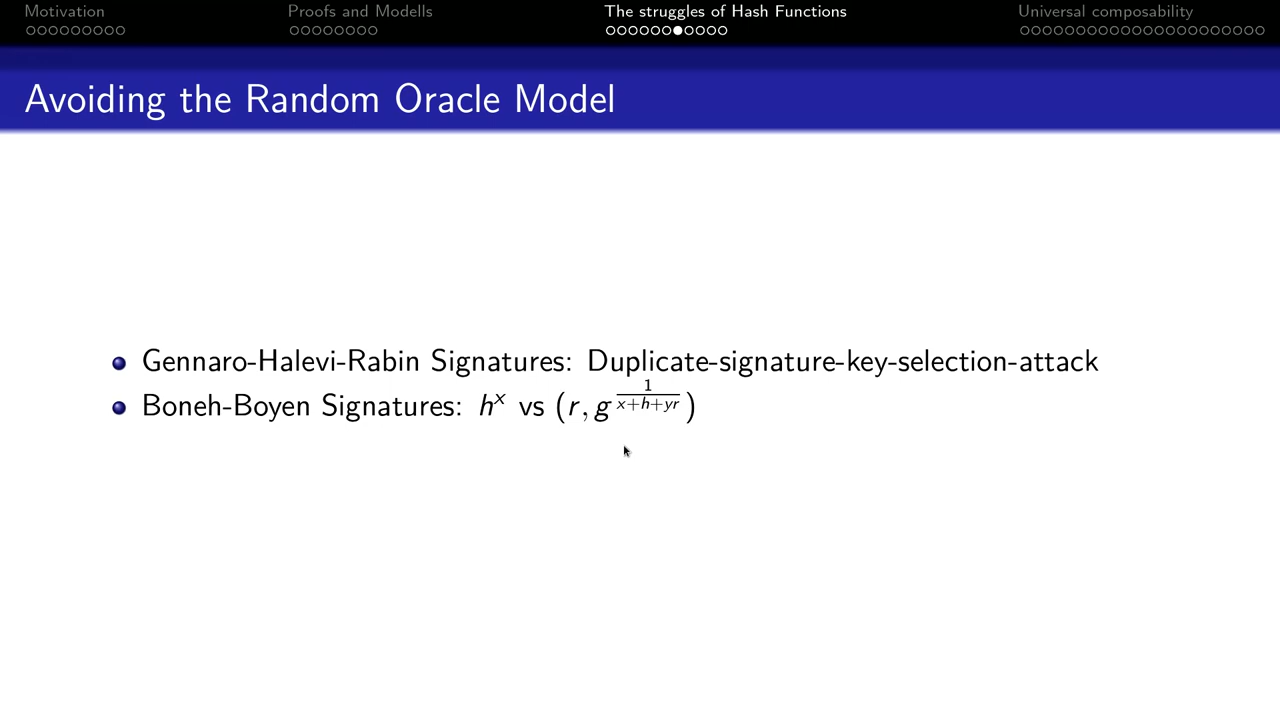 Motivation
Proofs and Modells
The struggles of Hash Functions
Universal composability
Avoiding the Random Oracle Model
Gennaro-Halevi-Rabin Signatures: Duplicate-signature-key-selection-attack
Boneh-Boyen Signatures: h^x vs (r, g^{\frac{1}{x+h+yr}})